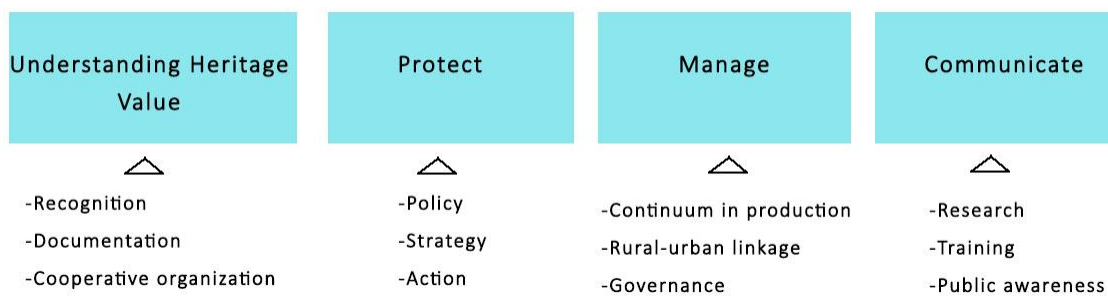 Understanding Heritage
Value
-Recognition
-Documentation
-Cooperative organization
Protect
-Policy
-Strategy
-Action
Manage
-Continuum in production
-Rural-urban linkage
-Governance
Communicate
-Research
-Training
-Public awareness